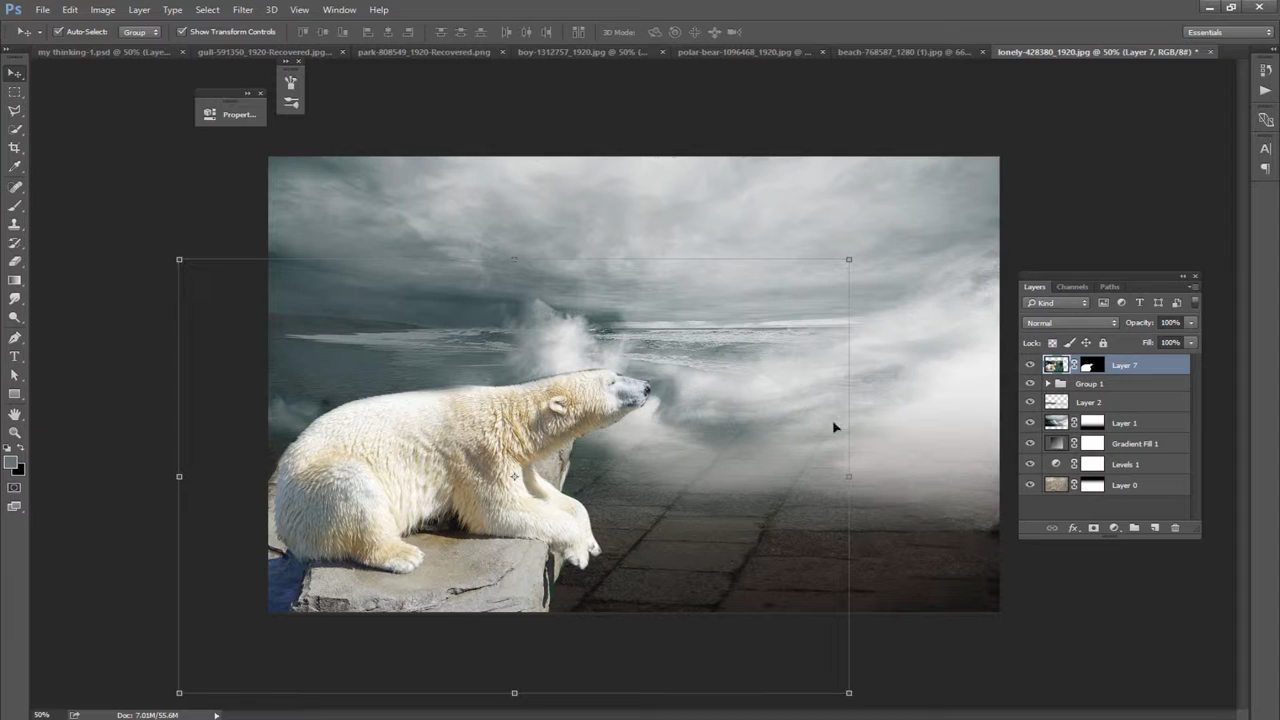 Ps File Edit Image Layer Type Select Filter 3D View Window Help
Auto-Select: Group Show Transform Controls 3D Mode: Essentials
my thinking-1.psd @ 50% (Laye... × gull-591350_1920-Recovered.jpg... × park-808549_1920-Recovered.png × boy-1312757_1920.jpg @ 50% (... × polar-bear-1096468_1920.jpg @ ... × beach-768587_1280 (1).jpg @ 66... × lonely-428380_1920.jpg @ 50% (Layer 7, RGB/8#) * ×
Propert...
Layers Channels Paths
Kind
Normal Opacity: 100%
Lock: Fill: 100%
Layer 7
Group 1
Layer 2
Layer 1
Gradient Fill 1
Levels 1
Layer 0
fx
50% Doc: 7.01M/55.6M